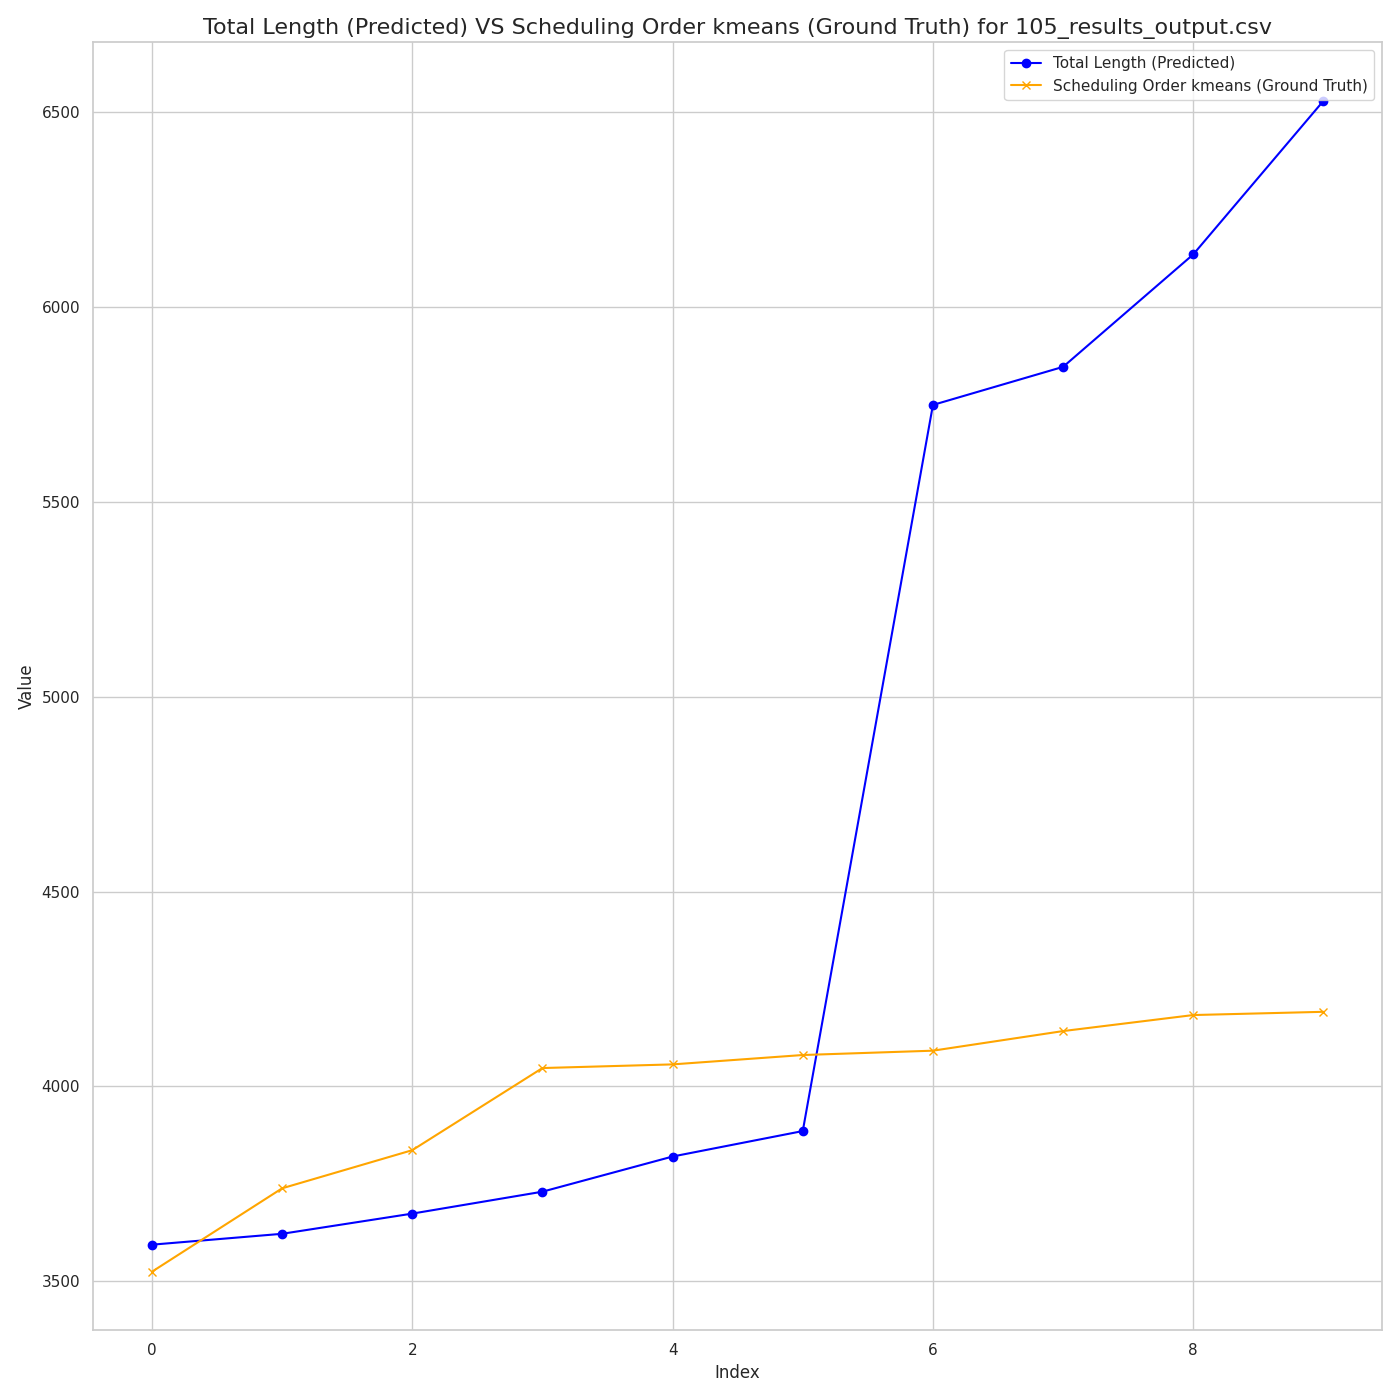 Total Length (Predicted) VS Scheduling Order kmeans (Ground Truth) for 105_results_output.csv
Total Length (Predicted)
Scheduling Order kmeans (Ground Truth)
6500
6000
5500
5000
4500
4000
3500
Value
0 2 4 6 8
Index